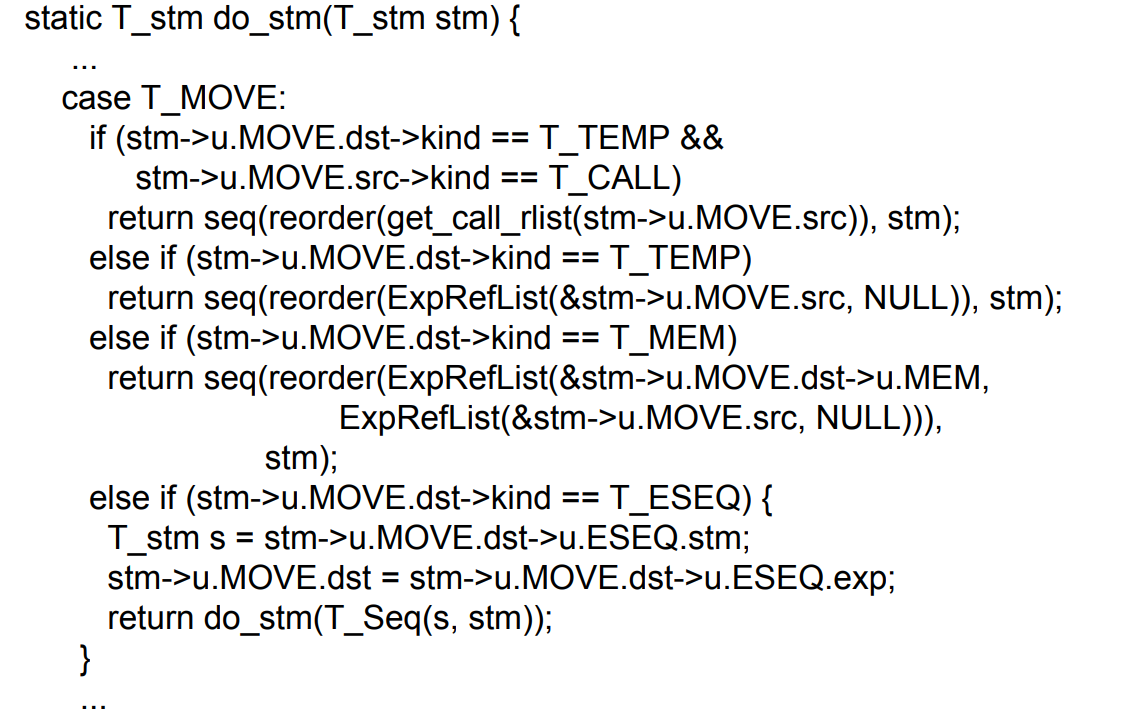 static T_stm do_stm(T_stm stm) {
...
case T_MOVE:
if (stm->u.MOVE.dst->kind == T_TEMP &&
stm->u.MOVE.src->kind == T_CALL)
return seq(reorder(get_call_rlist(stm->u.MOVE.src)), stm);
else if (stm->u.MOVE.dst->kind == T_TEMP)
return seq(reorder(ExpRefList(&stm->u.MOVE.src, NULL)), stm);
else if (stm->u.MOVE.dst->kind == T_MEM)
return seq(reorder(ExpRefList(&stm->u.MOVE.dst->u.MEM,
ExpRefList(&stm->u.MOVE.src, NULL))),
stm);
else if (stm->u.MOVE.dst->kind == T_ESEQ) {
T_stm s = stm->u.MOVE.dst->u.ESEQ.stm;
stm->u.MOVE.dst = stm->u.MOVE.dst->u.ESEQ.exp;
return do_stm(T_Seq(s, stm));
}
...